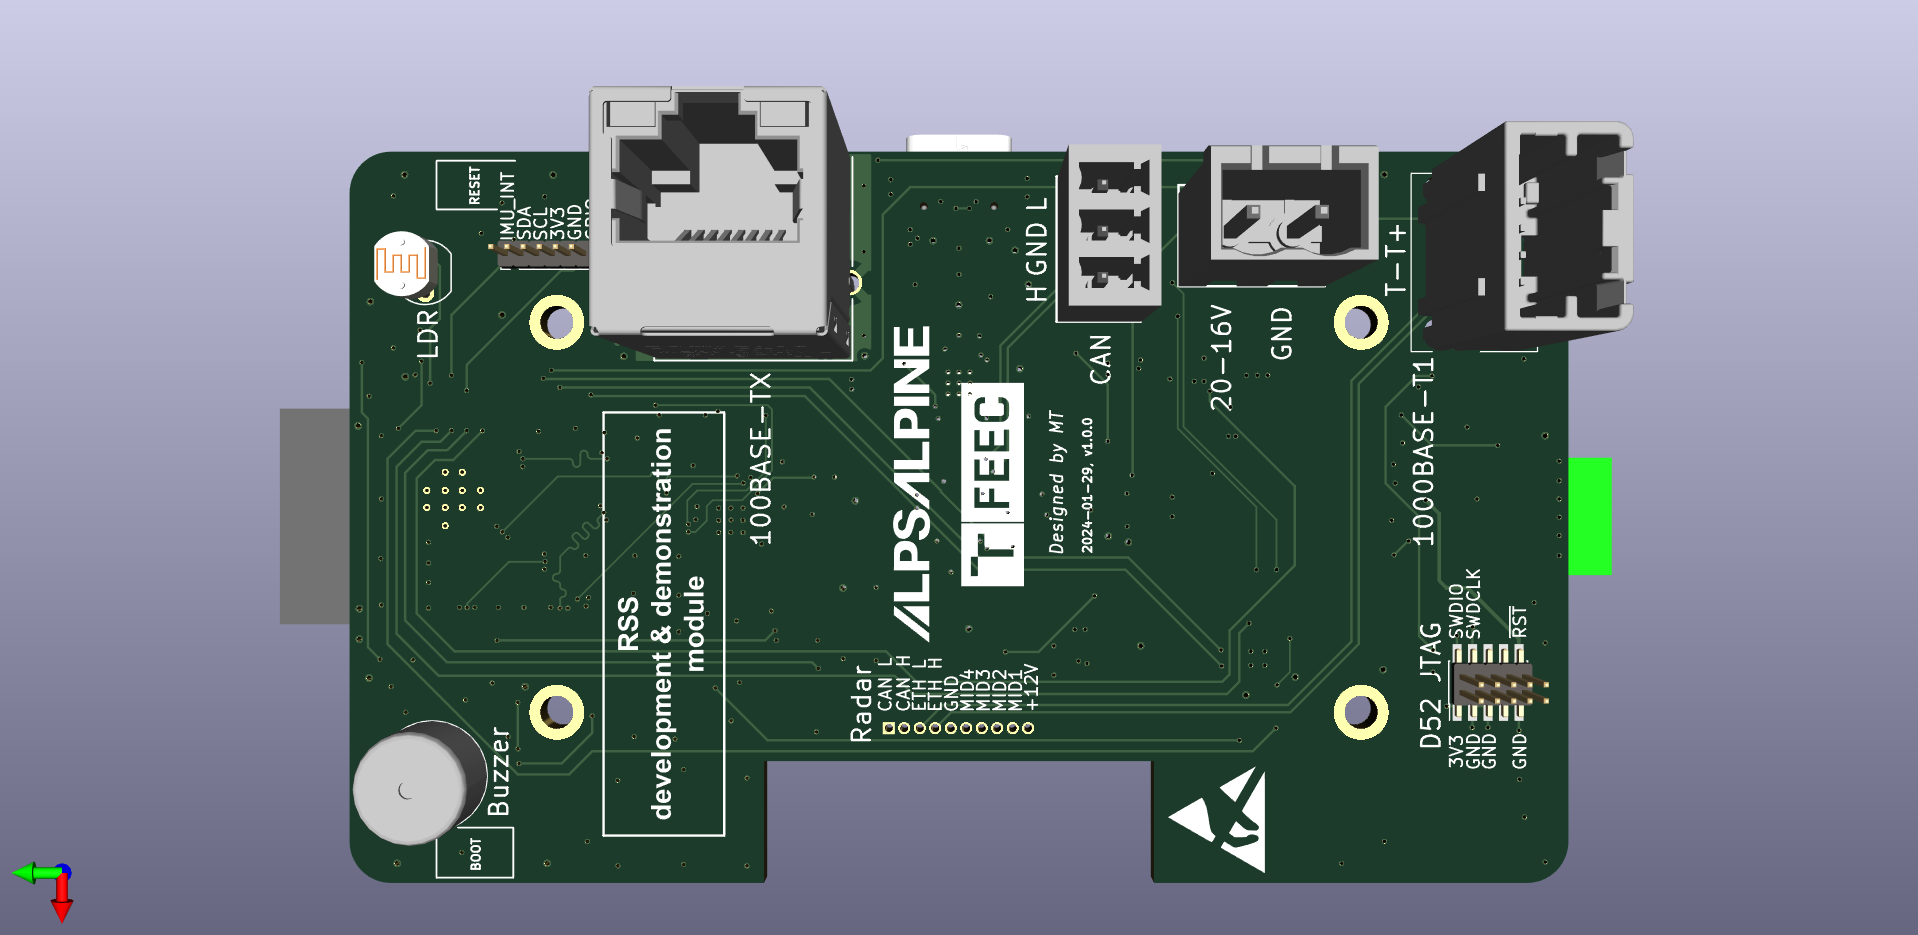 RESET
IMU_INT
SDA
SCL
3V3
GND
LDR
100BASE-TX
RSS
development & demonstration
module
ALPSALPINE
T FEEC
Designed by MT
2024-01-29, v1.0.0
H GND L
CAN
20-16V
GND
T-T+
1000BASE-T1
Radar
CAN L
CAN H
ETH L
ETH H
GND
MID4
MID3
MID2
MID1
+12V
D52 JTAG
SWDIO
SWDCLK
RST
3V3
GND
GND
GND
Buzzer
BOOT